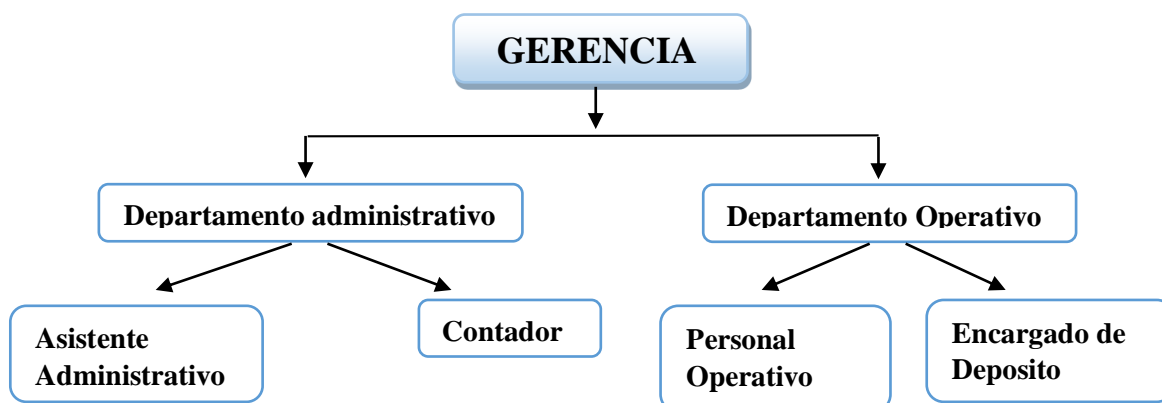 GERENCIA
Departamento administrativo
Departamento Operativo
Asistente
Administrativo
Contador
Personal
Operativo
Encargado de
Deposito